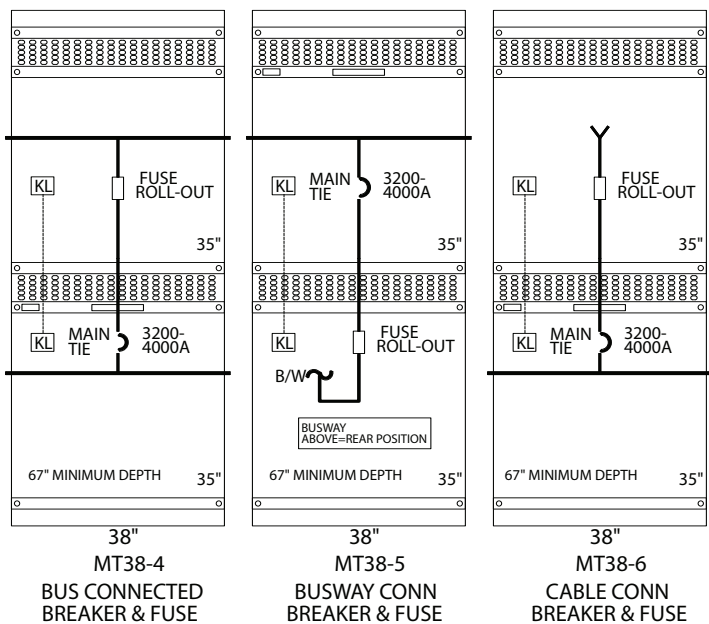 KL
FUSE
ROLL-OUT
35"
KL
MAIN
TIE
3200-
4000A
67" MINIMUM DEPTH
35"
38"
MT38-4
BUS CONNECTED
BREAKER & FUSE
KL
MAIN
TIE
3200-
4000A
35"
KL
FUSE
ROLL-OUT
B/W
BUSWAY
ABOVE=REAR POSITION
67" MINIMUM DEPTH
35"
38"
MT38-5
BUSWAY CONN
BREAKER & FUSE
KL
FUSE
ROLL-OUT
35"
KL
MAIN
TIE
3200-
4000A
67" MINIMUM DEPTH
35"
38"
MT38-6
CABLE CONN
BREAKER & FUSE